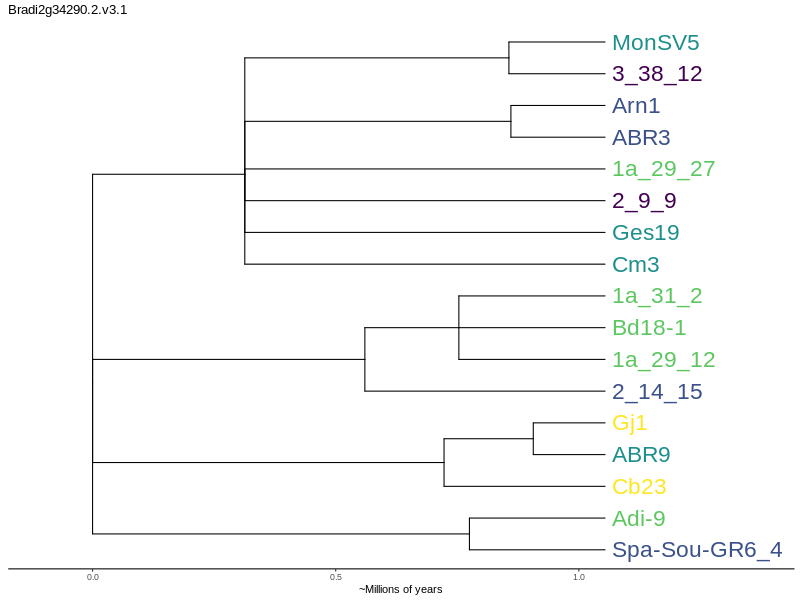 Bradi2g34290.2.v3.1
MonSV5
3_38_12
Arn1
ABR3
1a_29_27
2_9_9
Ges19
Cm3
1a_31_2
Bd18-1
1a_29_12
2_14_15
Gj1
ABR9
Cb23
Adi-9
Spa-Sou-GR6_4
0.0 0.5 1.0
~Millions of years